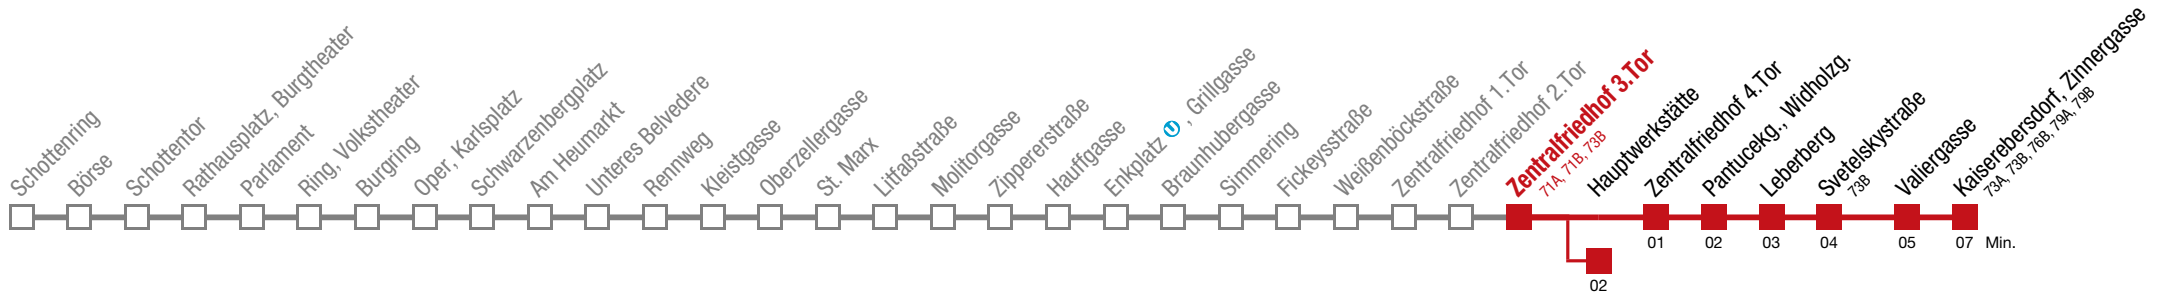 Schottenring
Börse
Schottentor
Rathausplatz, Burgtheater
Parlament
Ring, Volkstheater
Burgring
Oper, Karlsplatz
Schwarzenbergplatz
Am Heumarkt
Unteres Belvedere
Rennweg
Kleistgasse
Oberzellergasse
St. Marx
Litfaßstraße
Molitorgasse
Zippererstraße
Hauffgasse
Enkplatz U, Grillgasse
Braunhubergasse
Simmering
Fickeysstraße
Weißenböckstraße
Zentralfriedhof 1.Tor
Zentralfriedhof 2.Tor
Zentralfriedhof 3.Tor
71A, 71B, 73B
Hauptwerkstätte
Zentralfriedhof 4.Tor
Pantucekg., Widholzg.
Leberberg
Svetelskystraße
73B
Valiergasse
Kaiserebersdorf, Zinnergasse
73A, 73B, 76B, 79A, 79B
01 02 03 04 05 07 Min.
02